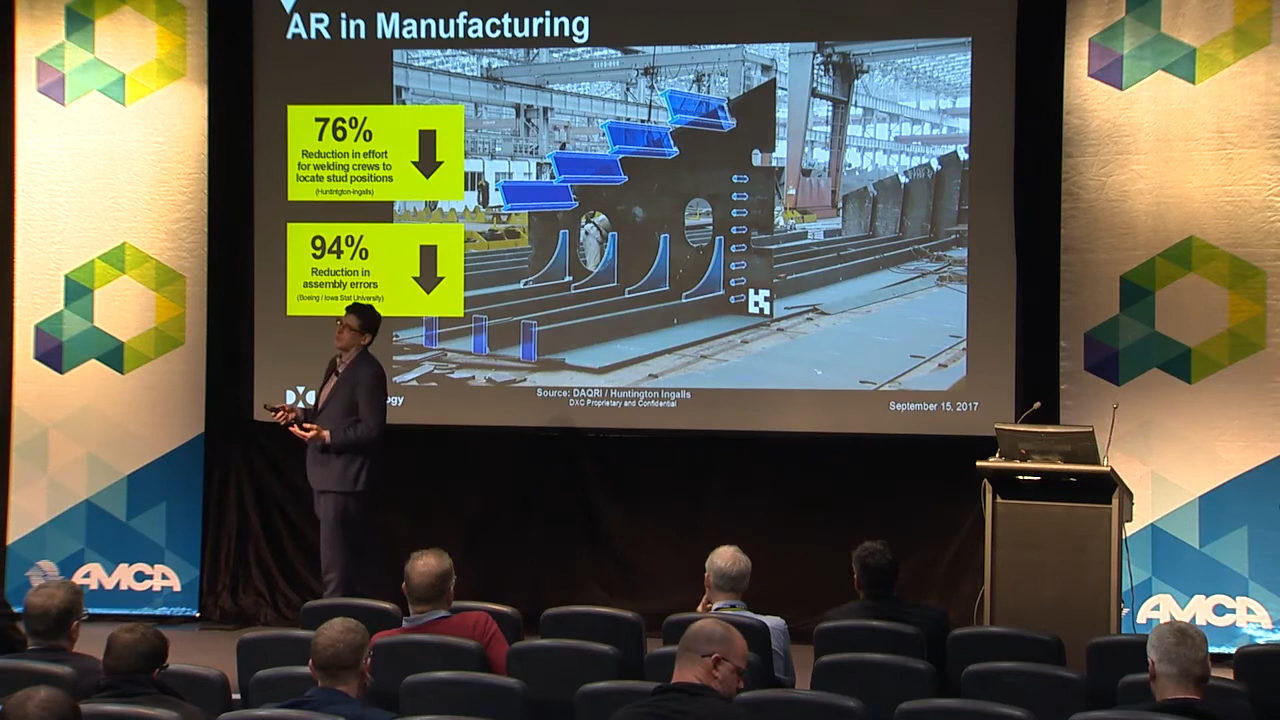 AR in Manufacturing
76%
Reduction in effort
for welding crews to
locate stud positions
(Huntington-Ingalls)
94%
Reduction in
assembly errors
(Boeing / Iowa Stat University)
DXC
ogy
Source: DAQRI / Huntington Ingalls
DXC Proprietary and Confidential
September 15, 2017
AMCA
AMCA